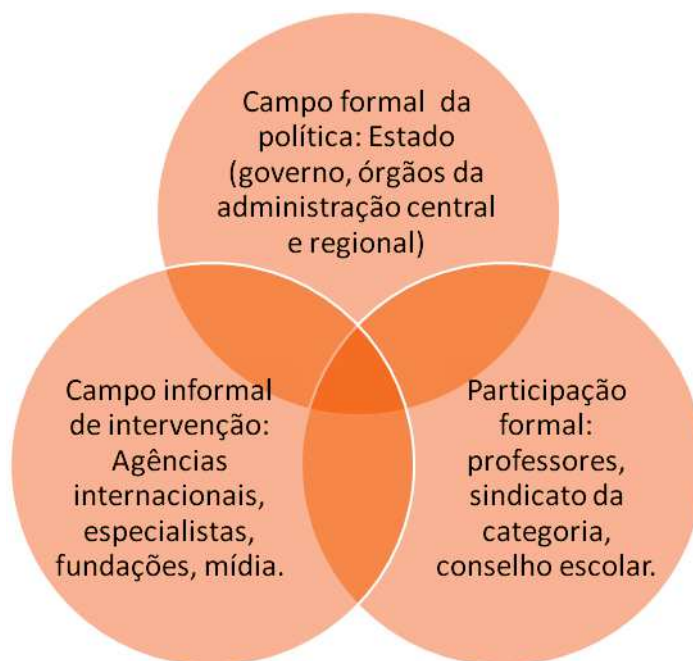 Campo formal da
política: Estado
(governo, órgãos da
administração central
e regional)
Campo informal
de intervenção:
Agências
internacionais,
especialistas,
fundações, mídia.
Participação
formal:
professores,
sindicato da
categoria,
conselho escolar.